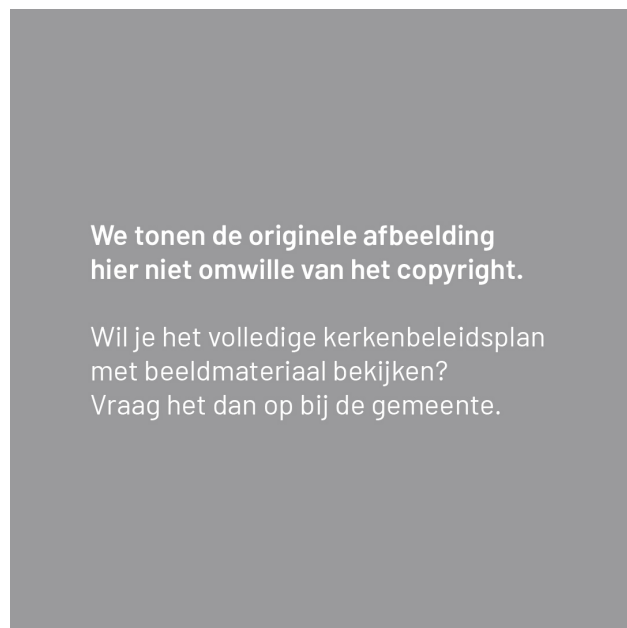 We tonen de originele afbeelding
hier niet omwille van het copyright.
Wil je het volledige kerkenbeleidsplan
met beeldmateriaal bekijken?
Vraag het dan op bij de gemeente.